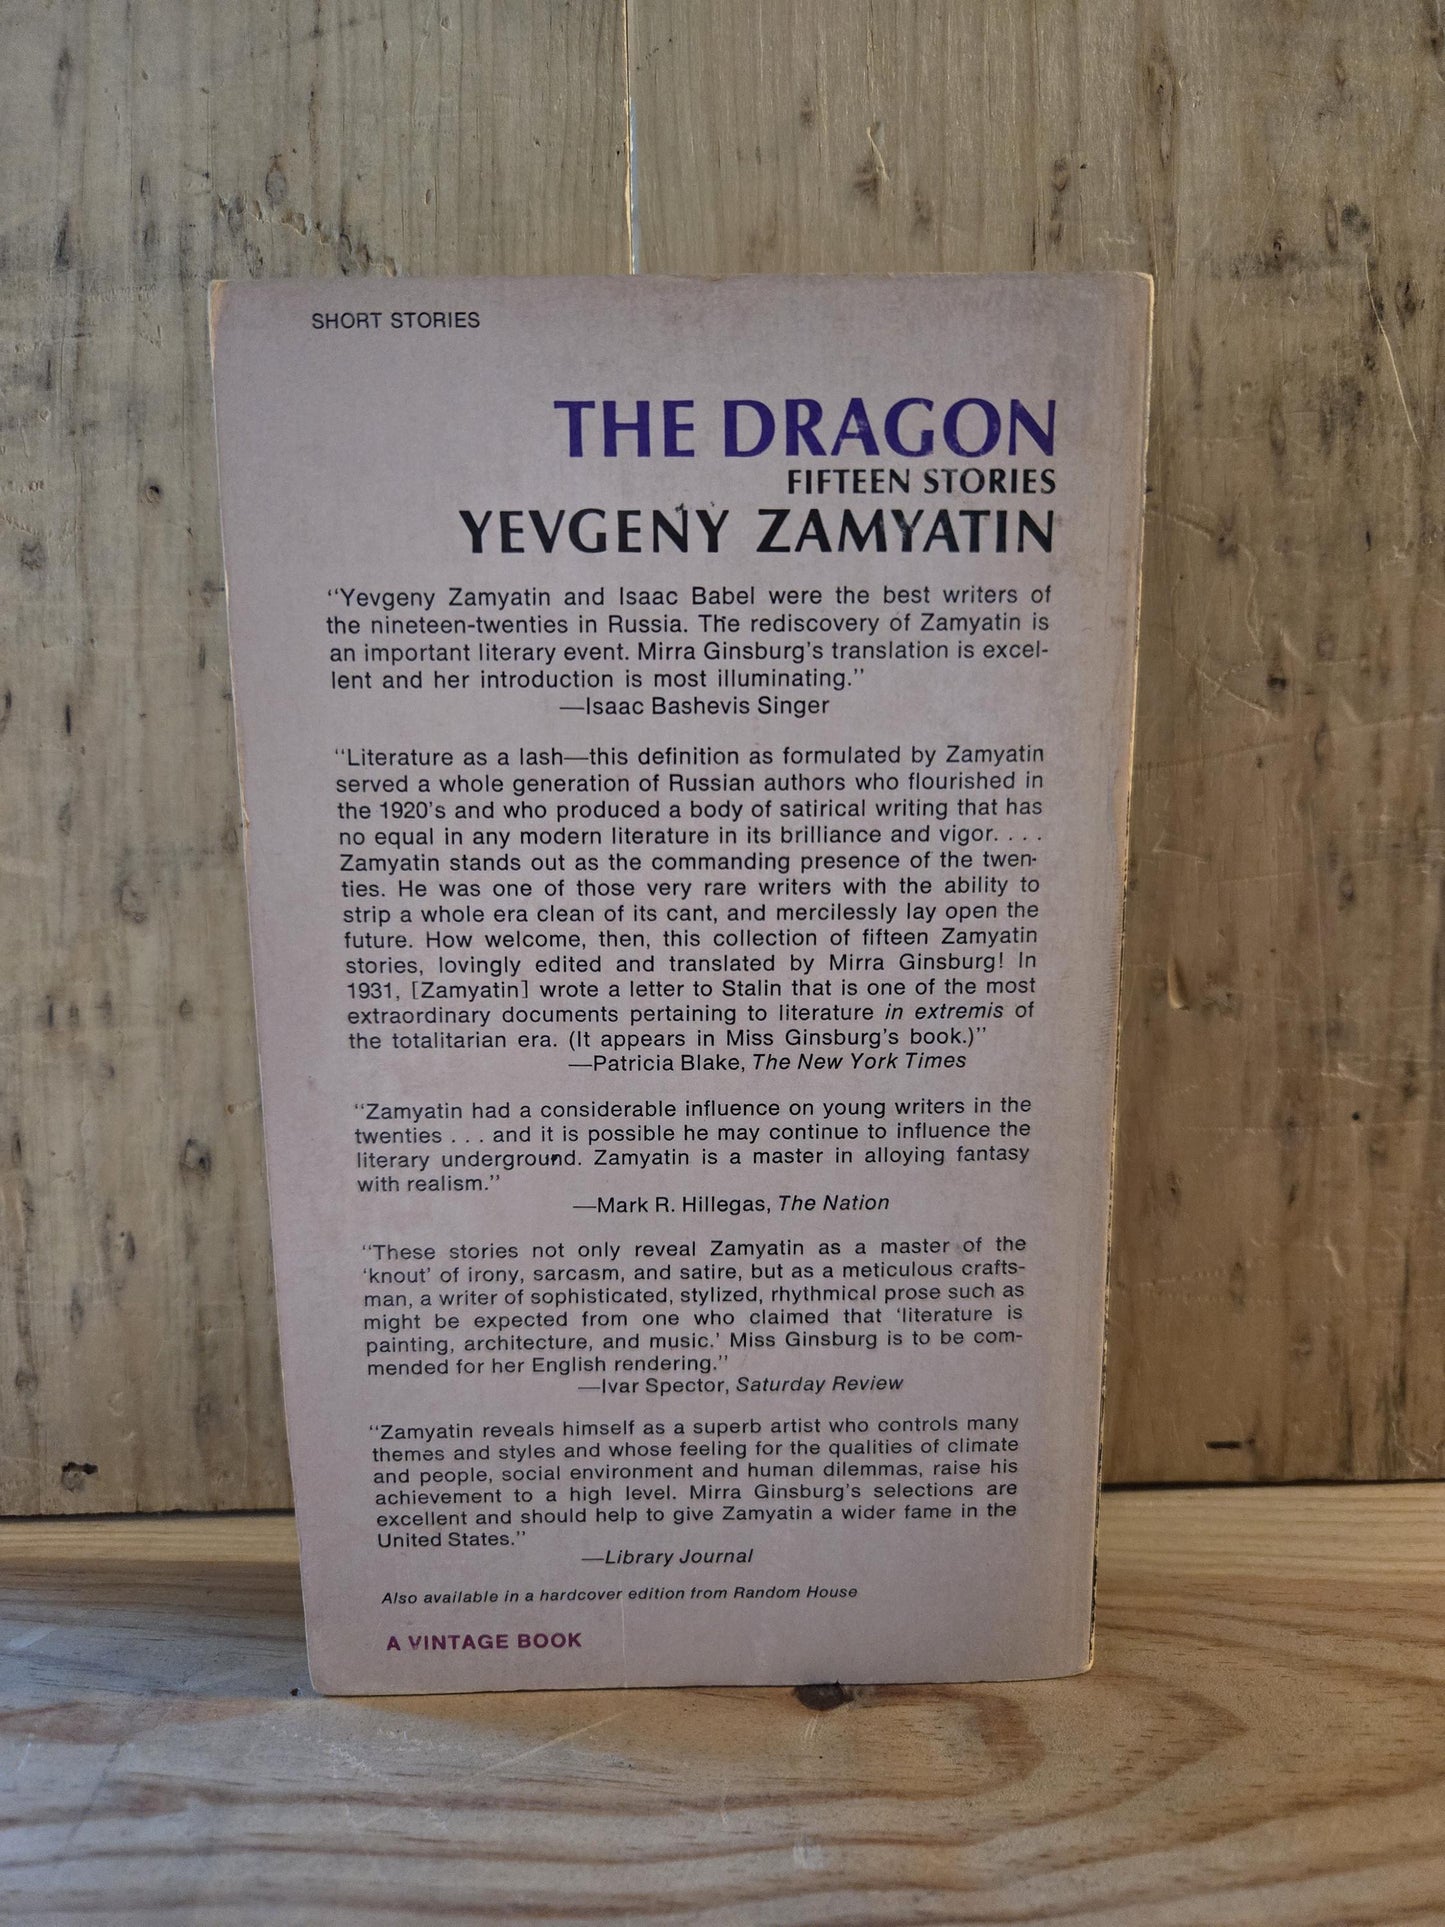 SHORT STORIES
THE DRAGON
FIFTEEN STORIES
YEVGENY ZAMYATIN
"Yevgeny Zamyatin and Isaac Babel were the best writers of
the nineteen-twenties in Russia. The rediscovery of Zamyatin is
an important literary event. Mirra Ginsburg's translation is excel-
lent and her introduction is most illuminating."
—Isaac Bashevis Singer
"Literature as a lash—this definition as formulated by Zamyatin
served a whole generation of Russian authors who flourished in
the 1920's and who produced a body of satirical writing that has
no equal in any modern literature in its brilliance and vigor. . . .
Zamyatin stands out as the commanding presence of the twen-
ties. He was one of those very rare writers with the ability to
strip a whole era clean of its cant, and mercilessly lay open the
future. How welcome, then, this collection of fifteen Zamyatin
stories, lovingly edited and translated by Mirra Ginsburg! In
1931, [Zamyatin] wrote a letter to Stalin that is one of the most
extraordinary documents pertaining to literature in extremis of
the totalitarian era. (It appears in Miss Ginsburg's book.)"
—Patricia Blake, The New York Times
"Zamyatin had a considerable influence on young writers in the
twenties . . . and it is possible he may continue to influence the
literary underground. Zamyatin is a master in alloying fantasy
with realism."
—Mark R. Hillegas, The Nation
"These stories not only reveal Zamyatin as a master of the
'knout' of irony, sarcasm, and satire, but as a meticulous crafts-
man, a writer of sophisticated, stylized, rhythmical prose such as
might be expected from one who claimed that 'literature is
painting, architecture, and music.' Miss Ginsburg is to be com-
mended for her English rendering."
—Ivar Spector, Saturday Review
"Zamyatin reveals himself as a superb artist who controls many
themes and styles and whose feeling for the qualities of climate
and people, social environment and human dilemmas, raise his
achievement to a high level. Mirra Ginsburg's selections are
excellent and should help to give Zamyatin a wider fame in the
United States."
—Library Journal
Also available in a hardcover edition from Random House
A VINTAGE BOOK